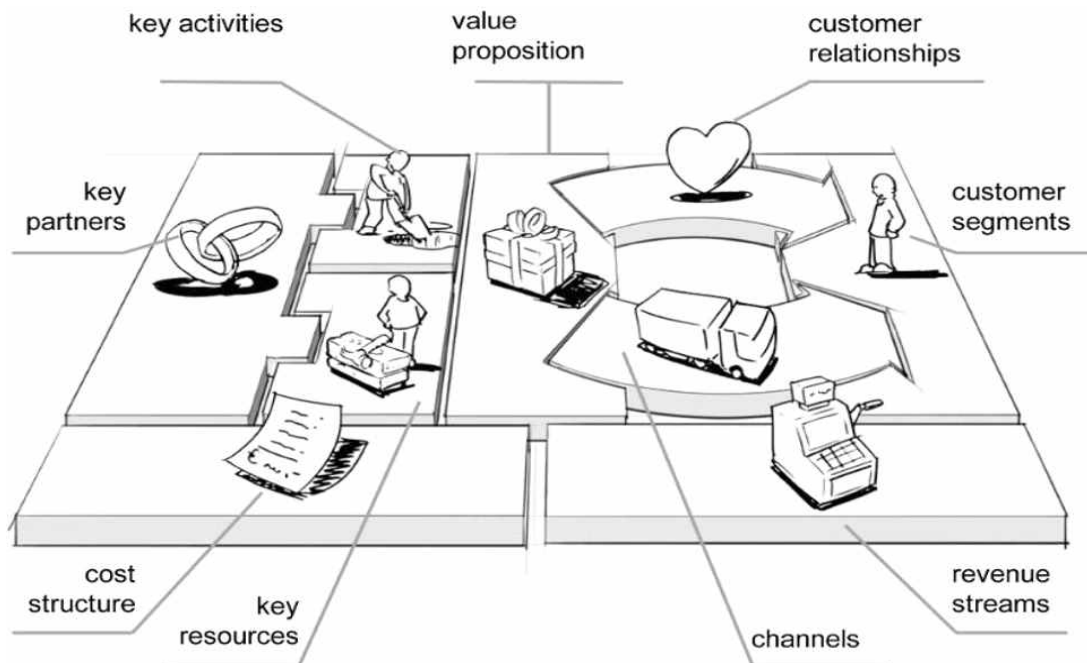 key activities
value
proposition
customer
relationships
key
partners
customer
segments
cost
structure
key
resources
channels
revenue
streams